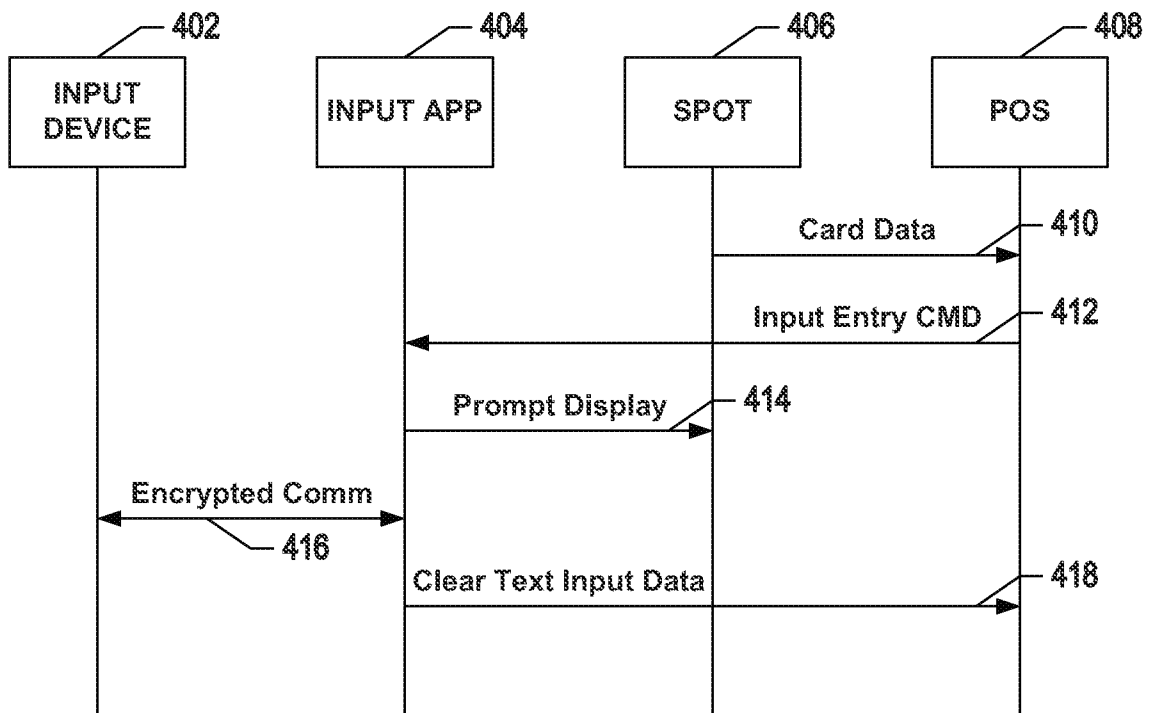 402
404
406
408
INPUT
DEVICE
INPUT APP
SPOT
POS
Card Data
410
Input Entry CMD
412
Prompt Display
414
Encrypted Comm
416
Clear Text Input Data
418